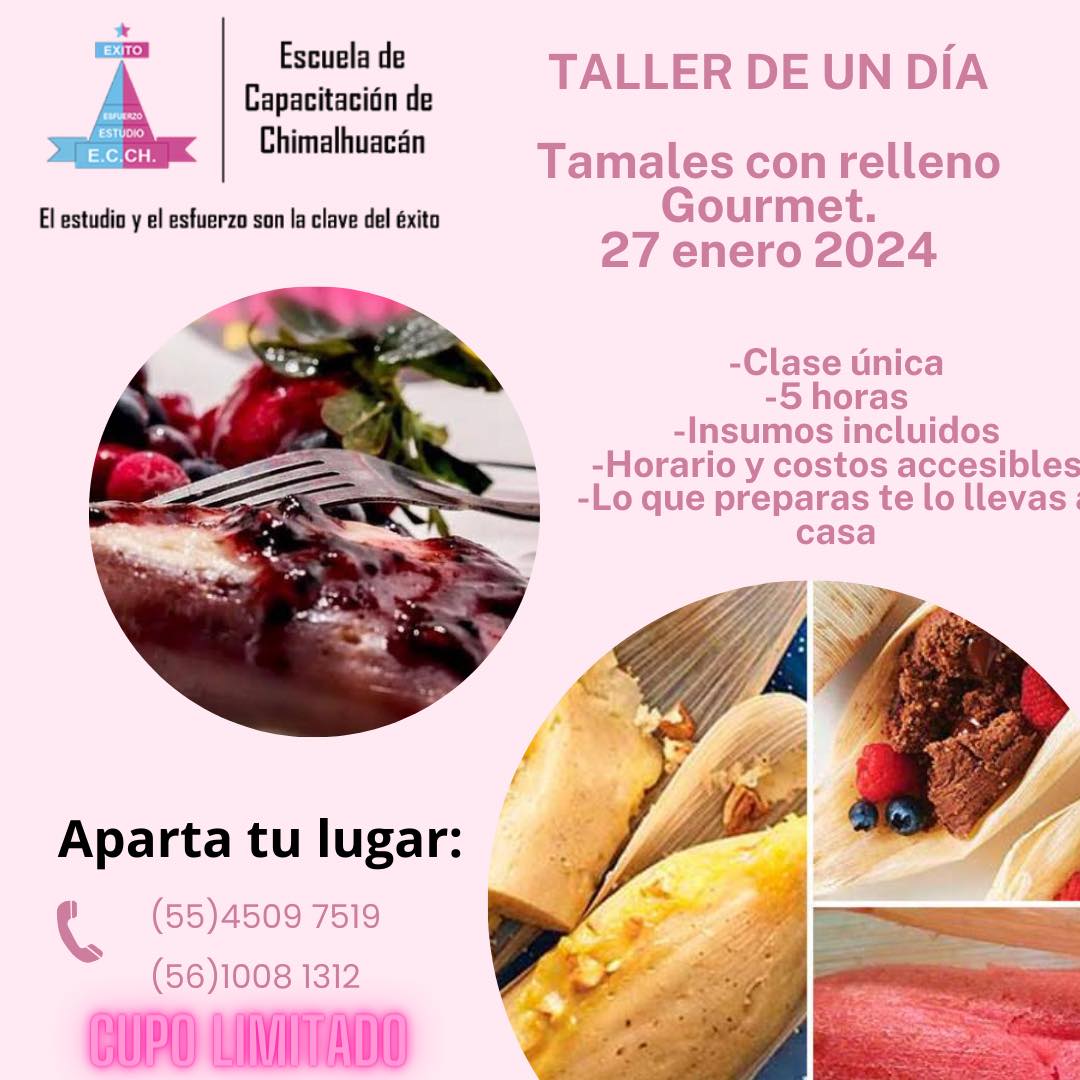 EXITO
ESFUERZO
ESTUDIO
E.C.CH.
Escuela de
Capacitación de
Chimalhuacán
El estudio y el esfuerzo son la clave del éxito
TALLER DE UN DÍA
Tamales con relleno
Gourmet.
27 enero 2024
-Clase única
-5 horas
-Insumos incluidos
-Horario y costos accesibles
-Lo que preparas te lo llevas a
casa
Aparta tu lugar:
(55)4509 7519
(56)1008 1312
CUPO LIMITADO